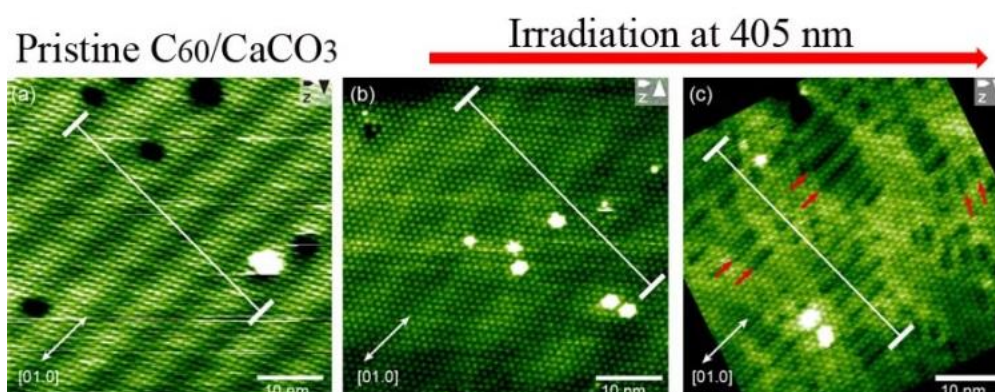 Pristine C60/CaCO3
Irradiation at 405 nm
(a)
z
[01.0]
10 nm
(b)
z
[01.0]
10 nm
(c)
z
[01.0]
10 nm